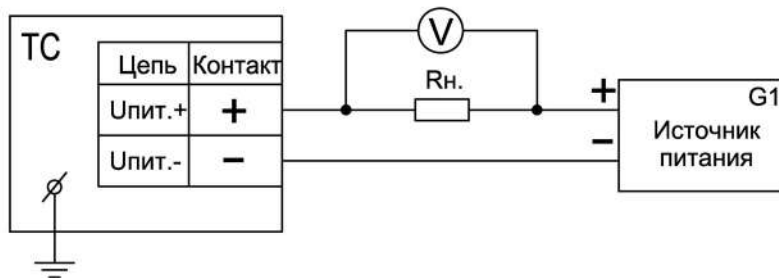 ТС
Цепь Контакт
Uпит.+ +
Uпит.- −
V
Rн.
+
−
G1
Источник
питания